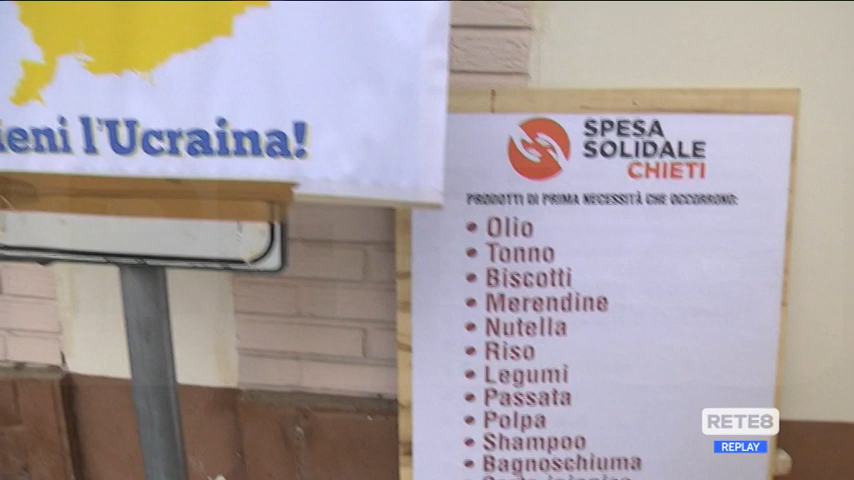 l'Ucraina!
SPESA
SOLIDALE
CHIETI
PRODOTTI DI PRIMA NECESSITÀ CHE OCCORRONO:
• Olio
• Tonno
• Biscotti
• Merendine
• Nutella
• Riso
• Legumi
• Passata
• Polpa
• Shampoo
• Bagnoschiuma
RETE8
REPLAY